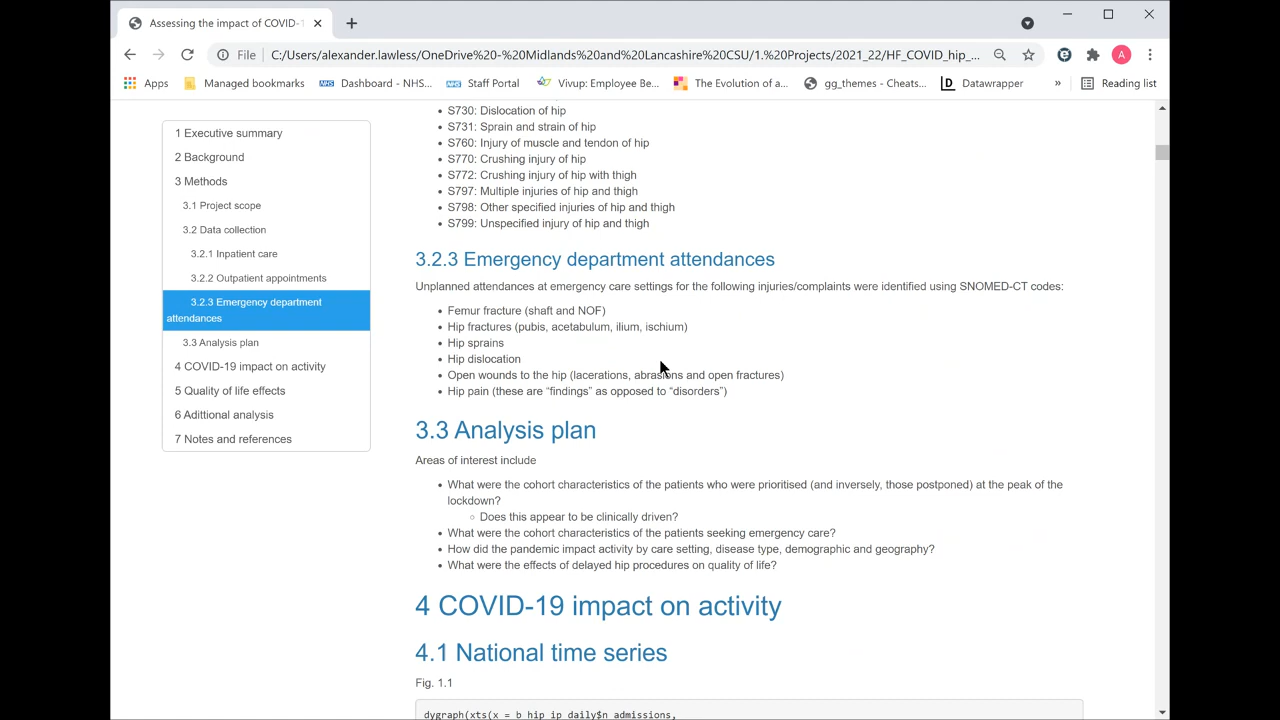 Assessing the impact of COVID-1
File
C:/Users/alexander.lawless/OneDrive%20-%20Midlands%20and%20Lancashire%20CSU/1.%20Projects/2021_22/HF_COVID_hip_...
A
Apps
Managed bookmarks
NHS
Dashboard - NHS...
NHS
Staff Portal
Vivup: Employee Be...
The Evolution of a...
gg_themes - Cheats...
D
Datawrapper
»
Reading list
1 Executive summary
2 Background
3 Methods
3.1 Project scope
3.2 Data collection
3.2.1 Inpatient care
3.2.2 Outpatient appointments
3.2.3 Emergency department
attendances
3.3 Analysis plan
4 COVID-19 impact on activity
5 Quality of life effects
6 Adittional analysis
7 Notes and references
• S730: Dislocation of hip
• S731: Sprain and strain of hip
• S760: Injury of muscle and tendon of hip
• S770: Crushing injury of hip
• S772: Crushing injury of hip with thigh
• S797: Multiple injuries of hip and thigh
• S798: Other specified injuries of hip and thigh
• S799: Unspecified injury of hip and thigh
3.2.3 Emergency department attendances
Unplanned attendances at emergency care settings for the following injuries/complaints were identified using SNOMED-CT codes:
• Femur fracture (shaft and NOF)
• Hip fractures (pubis, acetabulum, ilium, ischium)
• Hip sprains
• Hip dislocation
• Open wounds to the hip (lacerations, abrasions and open fractures)
• Hip pain (these are “findings” as opposed to “disorders”)
3.3 Analysis plan
Areas of interest include
• What were the cohort characteristics of the patients who were prioritised (and inversely, those postponed) at the peak of the
lockdown?
○ Does this appear to be clinically driven?
• What were the cohort characteristics of the patients seeking emergency care?
• How did the pandemic impact activity by care setting, disease type, demographic and geography?
• What were the effects of delayed hip procedures on quality of life?
4 COVID-19 impact on activity
4.1 National time series
Fig. 1.1
dygraph(xts(x = b_hip_ip_daily$n_admissions,